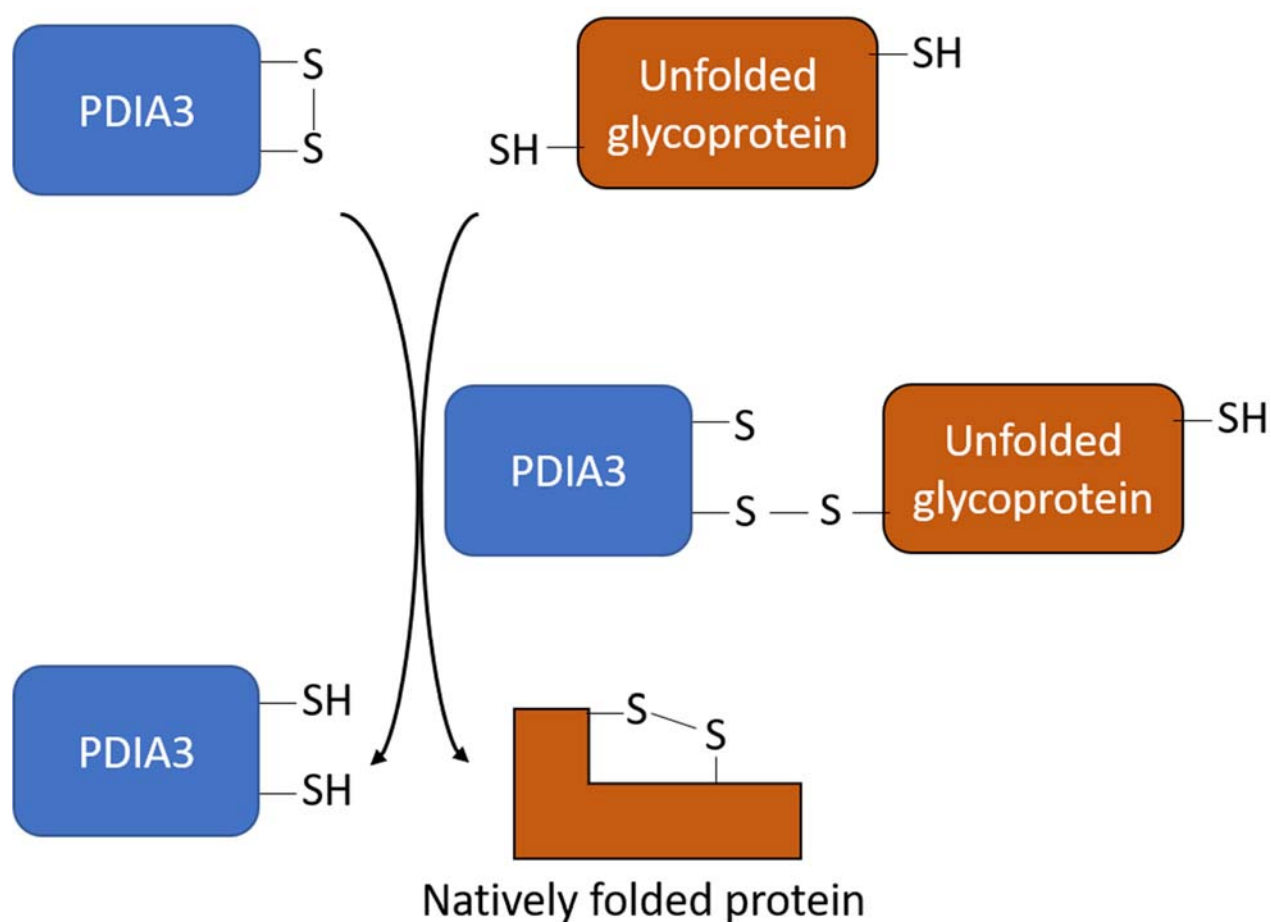 PDIA3
S
S
Unfolded
glycoprotein
SH
SH
PDIA3
S
S
S
Unfolded
glycoprotein
SH
PDIA3
SH
SH
S
S
Natively folded protein